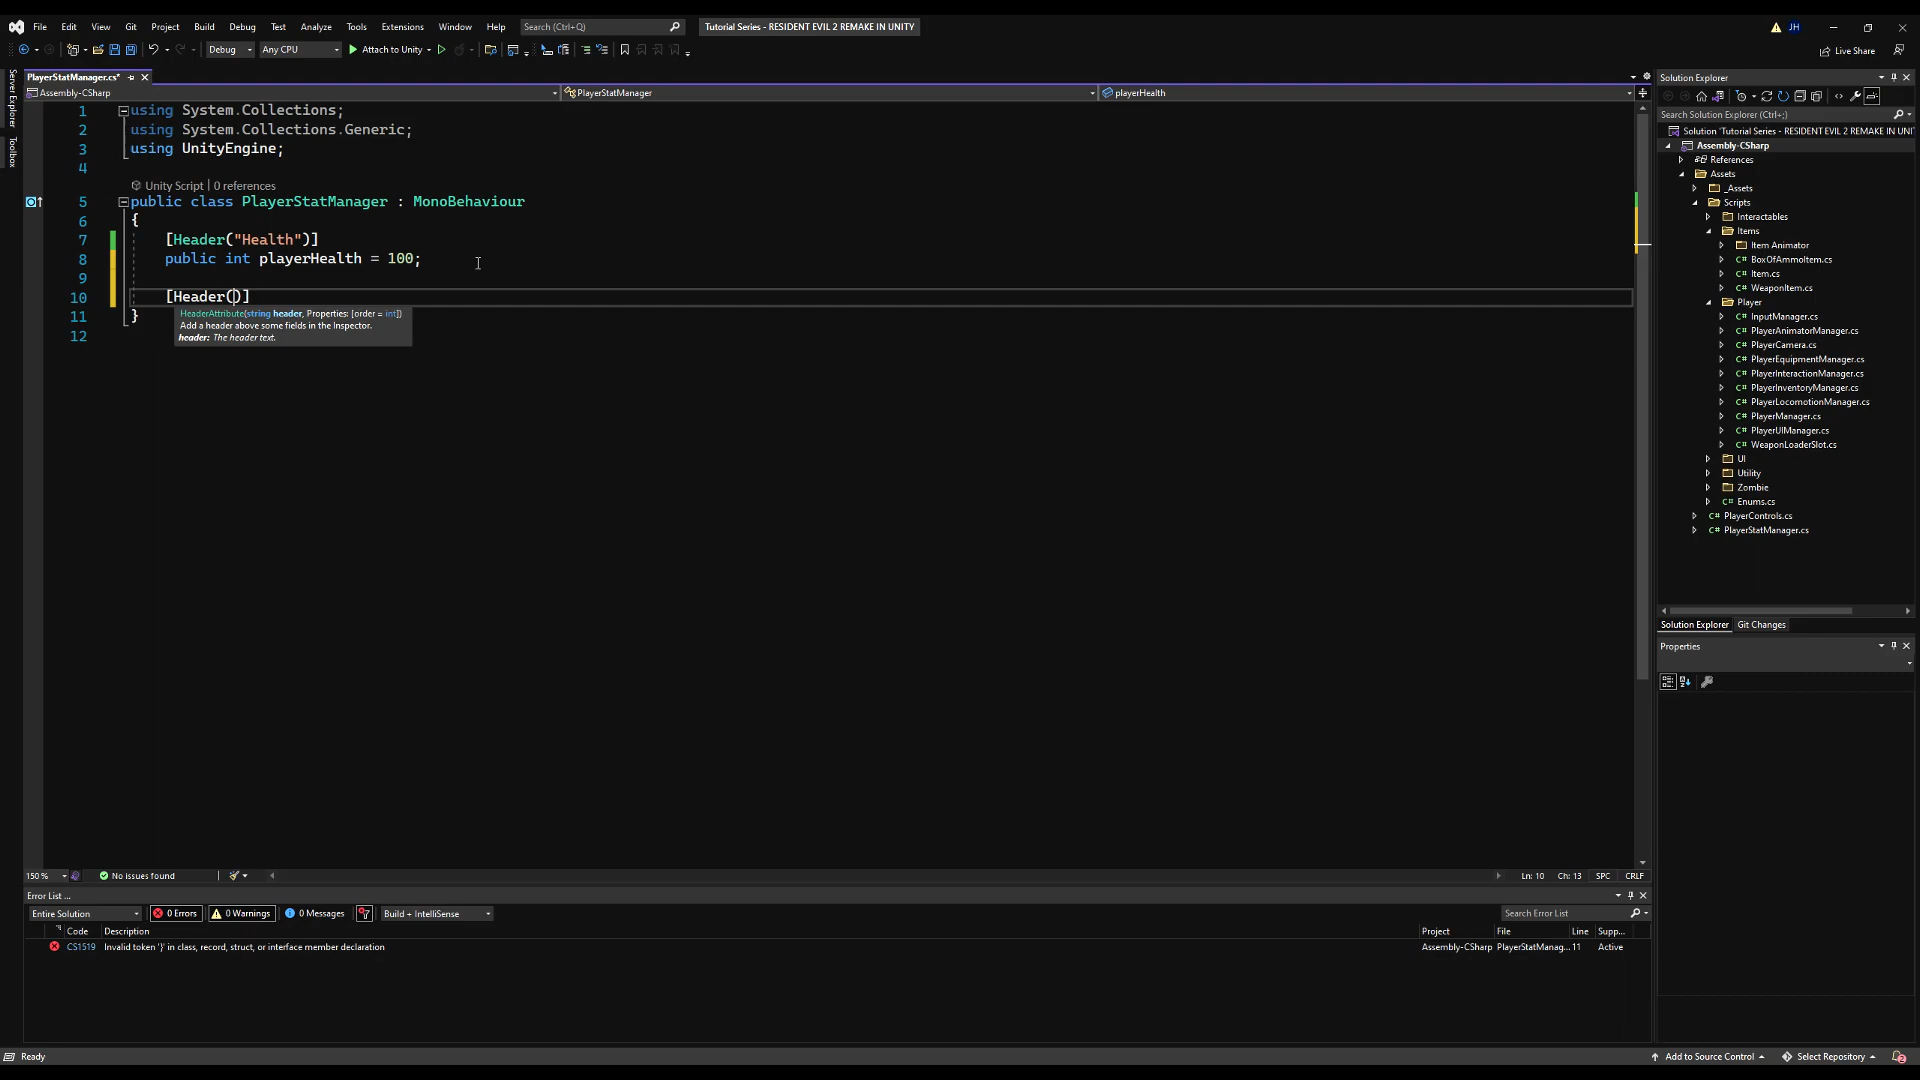 File Edit View Git Project Build Debug Test Analyze Tools Extensions Window Help Search (Ctrl+Q) Tutorial Series - RESIDENT EVIL 2 REMAKE IN UNITY JH
Debug Any CPU Attach to Unity Live Share
Server Explorer
Toolbox
PlayerStatManager.cs*
Assembly-CSharp PlayerStatManager playerHealth
1 using System.Collections;
2 using System.Collections.Generic;
3 using UnityEngine;
4
Unity Script | 0 references
5 public class PlayerStatManager : MonoBehaviour
6 {
7 [Header("Health")]
8 public int playerHealth = 100;
9
10 [Header()]
HeaderAttribute(string header, Properties: [order = int])
Add a header above some fields in the Inspector.
header: The header text.
11 }
12
150 % No issues found Ln: 10 Ch: 13 SPC CRLF
Error List ...
Entire Solution 0 Errors 0 Warnings 0 Messages Build + IntelliSense Search Error List
Code Description Project File Line Supp...
CS1519 Invalid token '}' in class, record, struct, or interface member declaration Assembly-CSharp PlayerStatManag... 11 Active
Solution Explorer
Search Solution Explorer (Ctrl+;)
Solution 'Tutorial Series - RESIDENT EVIL 2 REMAKE IN UNI
Assembly-CSharp
References
Assets
_Assets
Scripts
Interactables
Items
Item Animator
C# BoxOfAmmoItem.cs
C# Item.cs
C# WeaponItem.cs
Player
C# InputManager.cs
C# PlayerAnimatorManager.cs
C# PlayerCamera.cs
C# PlayerEquipmentManager.cs
C# PlayerInteractionManager.cs
C# PlayerInventoryManager.cs
C# PlayerLocomotionManager.cs
C# PlayerManager.cs
C# PlayerUIManager.cs
C# WeaponLoaderSlot.cs
UI
Utility
Zombie
C# Enums.cs
C# PlayerControls.cs
C# PlayerStatManager.cs
Solution Explorer Git Changes
Properties
Ready Add to Source Control Select Repository 2